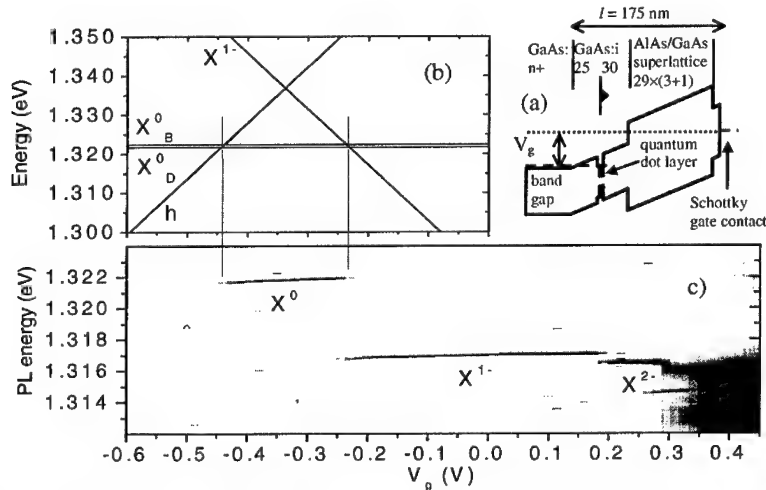 l = 175 nm
GaAs: GaAs:i AlAs/GaAs
n+ 25 30 superlattice
29×(3+1)
(a)
V_g
quantum
dot layer
band
gap
Schottky
gate contact
Energy (eV)
1.350
1.340
1.330
1.320
1.310
1.300
X^1-
(b)
X^0_B
X^0_D
h
PL energy (eV)
1.322
1.320
1.318
1.316
1.314
c)
X^0
X^1-
X^2-
-0.6 -0.5 -0.4 -0.3 -0.2 -0.1 0.0 0.1 0.2 0.3 0.4
V_g (V)